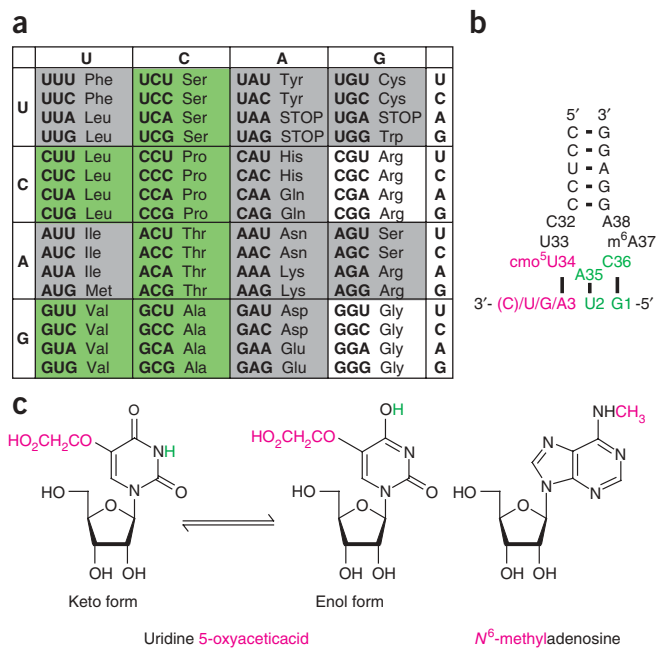 a
U C A G
U
UUU Phe UCU Ser UAU Tyr UGU Cys U
UUC Phe UCC Ser UAC Tyr UGC Cys C
UUA Leu UCA Ser UAA STOP UGA STOP A
UUG Leu UCG Ser UAG STOP UGG Trp G
C
CUU Leu CCU Pro CAU His CGU Arg U
CUC Leu CCC Pro CAC His CGC Arg C
CUA Leu CCA Pro CAA Gln CGA Arg A
CUG Leu CCG Pro CAG Gln CGG Arg G
A
AUU Ile ACU Thr AAU Asn AGU Ser U
AUC Ile ACC Thr AAC Asn AGC Ser C
AUA Ile ACA Thr AAA Lys AGA Arg A
AUG Met ACG Thr AAG Lys AGG Arg G
G
GUU Val GCU Ala GAU Asp GGU Gly U
GUC Val GCC Ala GAC Asp GGC Gly C
GUA Val GCA Ala GAA Glu GGA Gly A
GUG Val GCG Ala GAG Glu GGG Gly G
b
5′ 3′
C - G
C - G
U - A
C - G
C - G
C32 A38
U33 m⁶A37
cmo⁵U34 C36
A35
3′- (C)/U/G/A3 U2 G1 -5′
c
O
HO₂CH₂CO
NH
N
O
HO
O
OH OH
Keto form
OH
HO₂CH₂CO
N
N
O
HO
O
OH OH
Enol form
NHCH₃
N
N
N
N
HO
O
OH OH
Uridine 5-oxyaceticacid
N⁶-methyladenosine